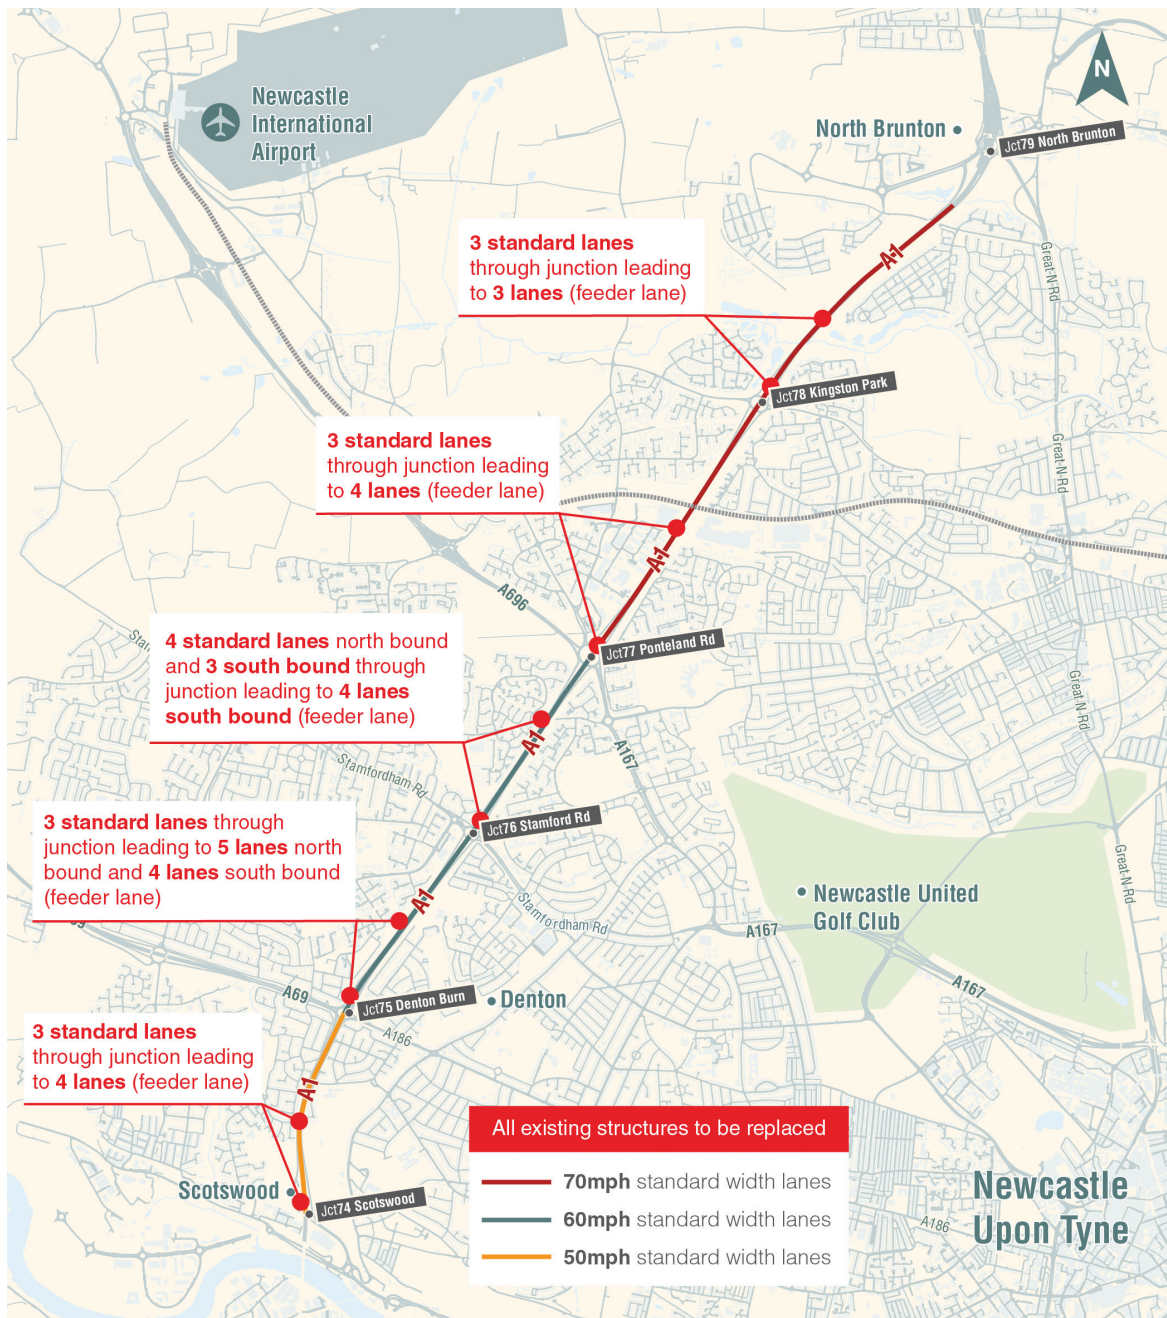 Newcastle
International
Airport
N
North Brunton
Jct79 North Brunton
3 standard lanes
through junction leading
to 3 lanes (feeder lane)
A1
Great N Rd
Jct78 Kingston Park
3 standard lanes
through junction leading
to 4 lanes (feeder lane)
Great N Rd
A1
A696
4 standard lanes north bound
and 3 south bound through
junction leading to 4 lanes
south bound (feeder lane)
Jct77 Ponteland Rd
Great N Rd
A1
A167
Stamfordham Rd
3 standard lanes through
junction leading to 5 lanes north
bound and 4 lanes south bound
(feeder lane)
Jct76 Stamford Rd
Great N Rd
A1
Stamfordham Rd
Newcastle United
Golf Club
A167
A167
A69
Jct75 Denton Burn
Denton
A186
3 standard lanes
through junction leading
to 4 lanes (feeder lane)
A1
All existing structures to be replaced
70mph standard width lanes
60mph standard width lanes
50mph standard width lanes
Scotswood
Jct74 Scotswood
Newcastle
Upon Tyne
A186